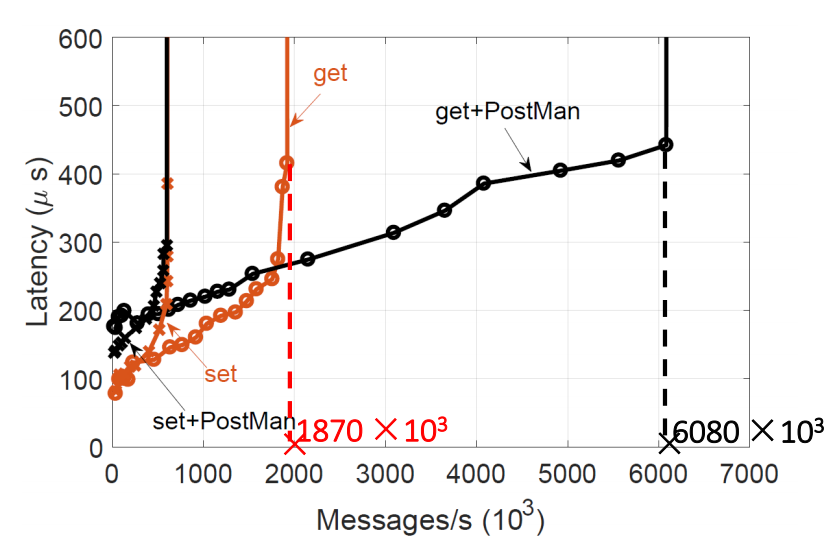 600
500
400
300
200
100
0
Latency (μ s)
get
get+PostMan
set
set+PostMan
1870 × 10³
6080 × 10³
0 1000 2000 3000 4000 5000 6000 7000
Messages/s (10³)